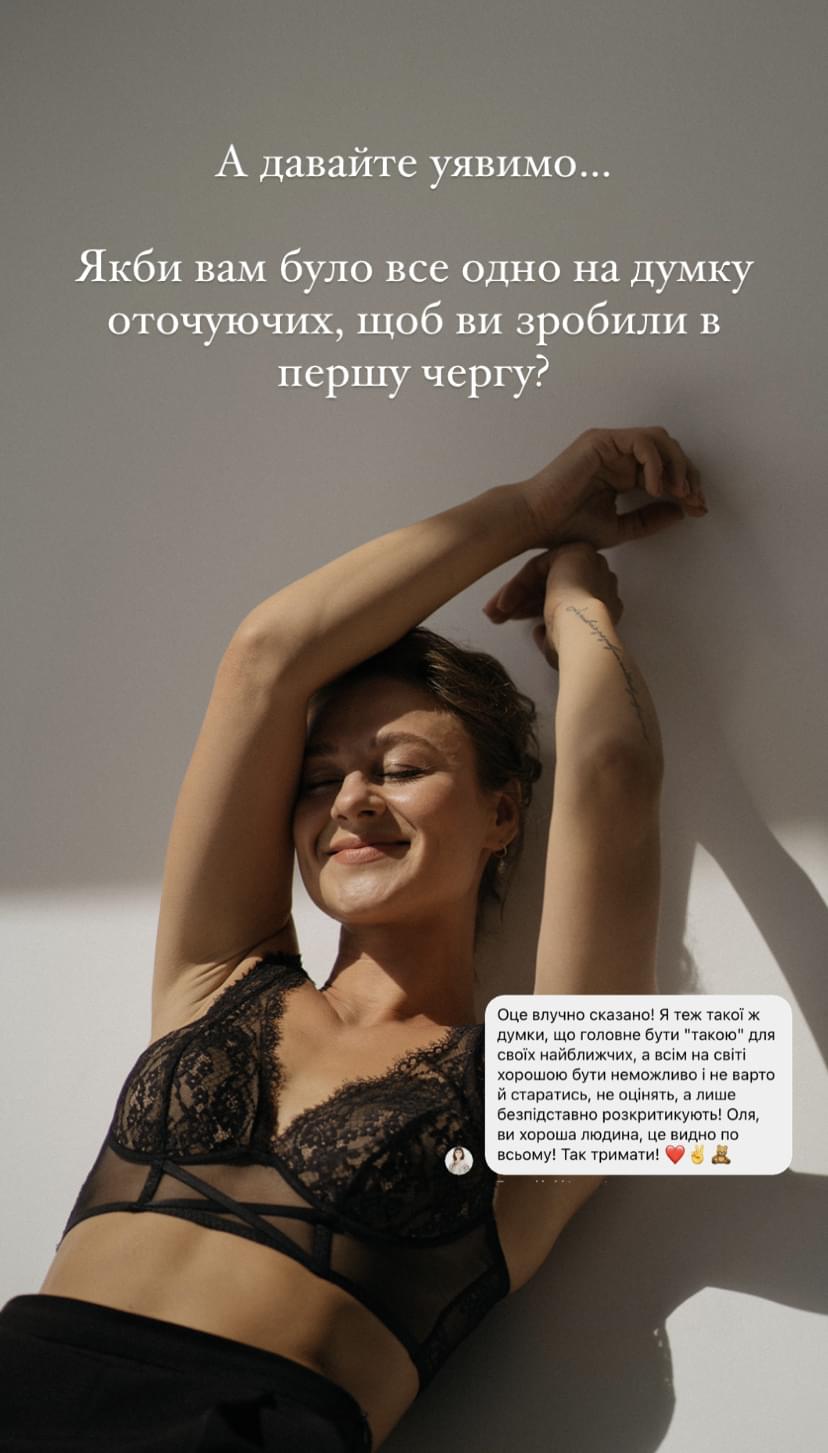 А давайте уявимо...
Якби вам було все одно на думку
оточуючих, щоб ви зробили в
першу чергу?
Оце влучно сказано! Я теж такої ж
думки, що головне бути "такою" для
своїх найближчих, а всім на світі
хорошою бути неможливо і не варто
й старатись, не оцінять, а лише
безпідставно розкритикують! Оля,
ви хороша людина, це видно по
всьому! Так тримати! ❤️✌️🧸